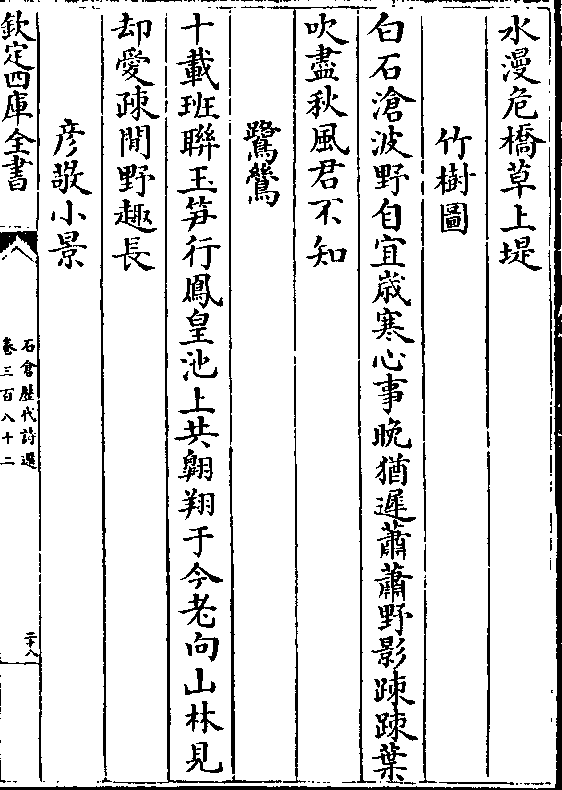 水漫危橋草上堤
竹樹圖
白石滄波野自宜歲寒心事晩猶遲蕭蕭野影踈踈葉
吹盡秋風君不知
鷺鷥
十載班聯玉笋行鳳皇池上共翺翔于今老向山林見
却愛踈閒野趣長
彦敬小景
欽定四庫全書
石倉歴代詩選
卷三百八十二
二十八